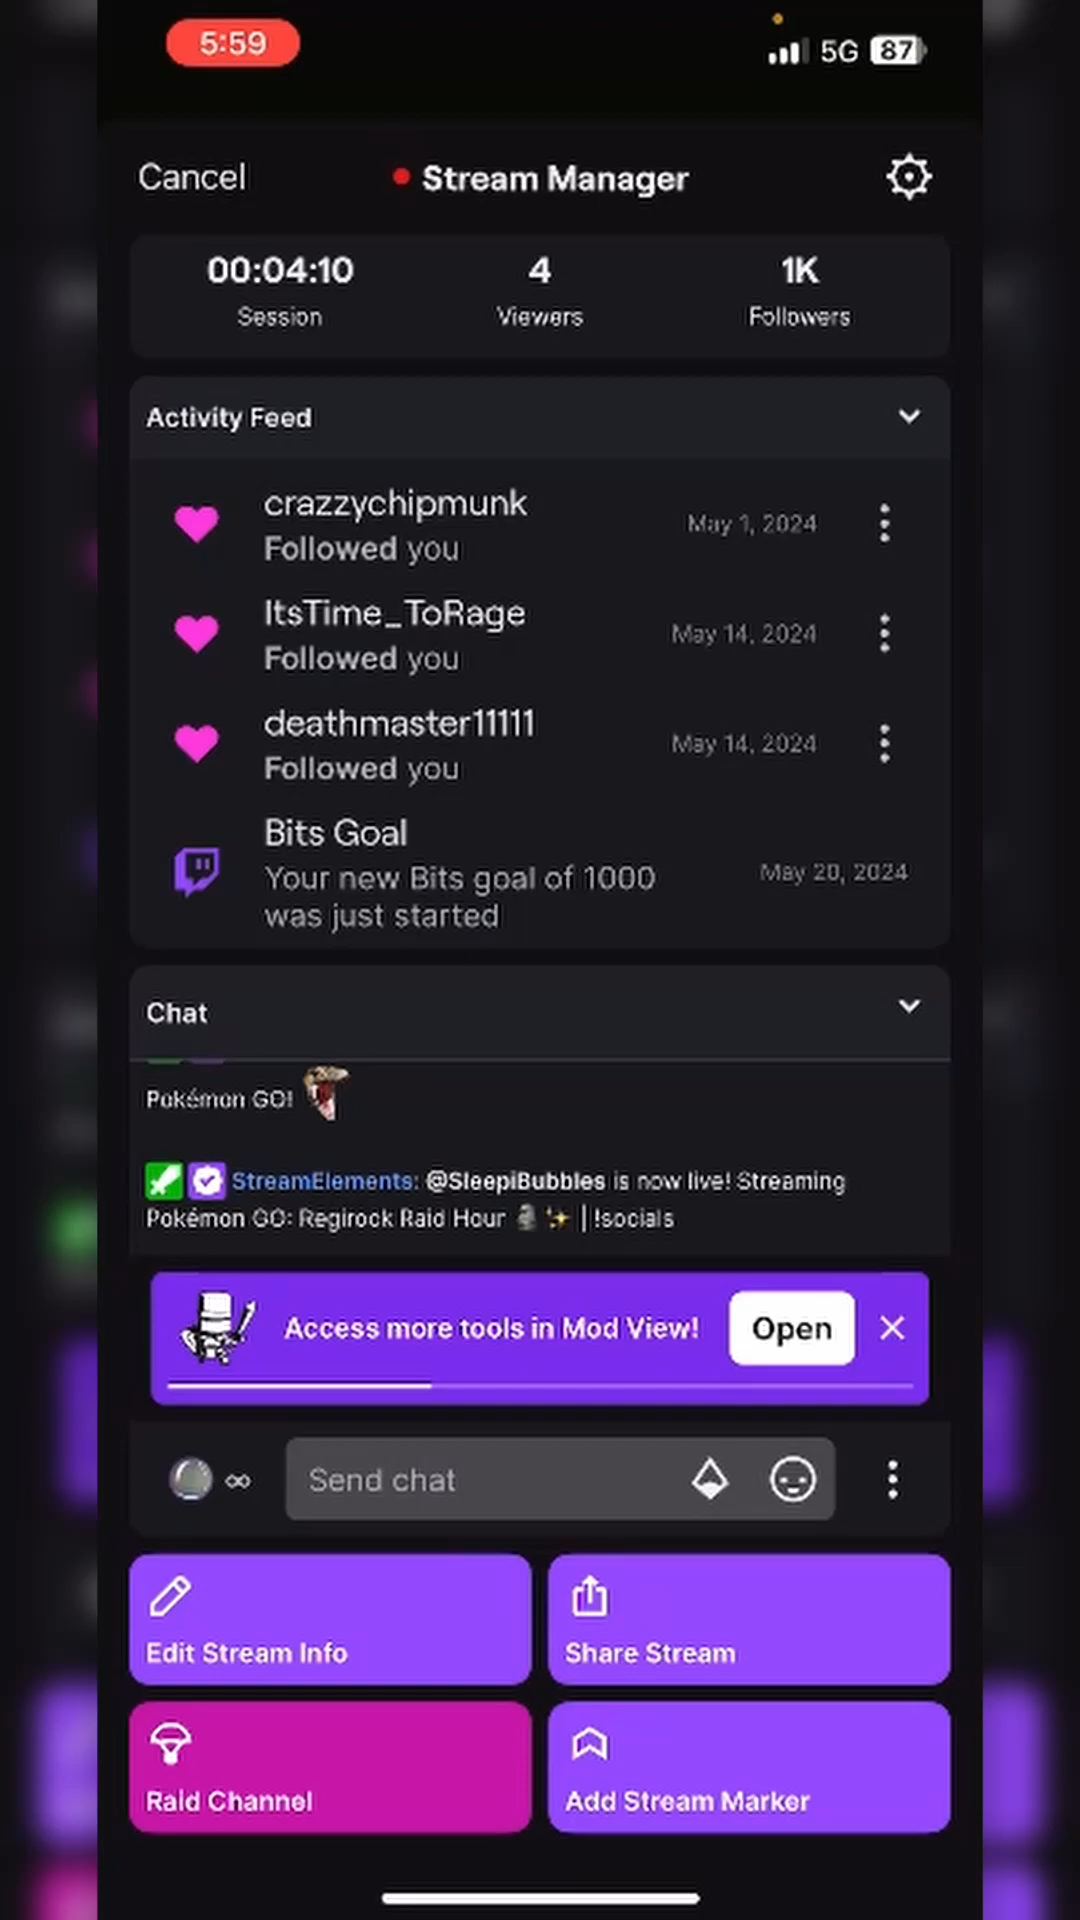 5:59
5G 87
Cancel
Stream Manager
00:04:10 4 1K
Session Viewers Followers
Activity Feed
crazzychipmunk
Followed you
May 1, 2024
ItsTime_ToRage
Followed you
May 14, 2024
deathmaster11111
Followed you
May 14, 2024
Bits Goal
Your new Bits goal of 1000
was just started
May 20, 2024
Chat
Pokémon GO!
StreamElements: @SleepiBubbles is now live! Streaming
Pokémon GO: Regirock Raid Hour 🗿 ✨ | !socials
Access more tools in Mod View!
Open
∞
Send chat
Edit Stream Info
Share Stream
Raid Channel
Add Stream Marker